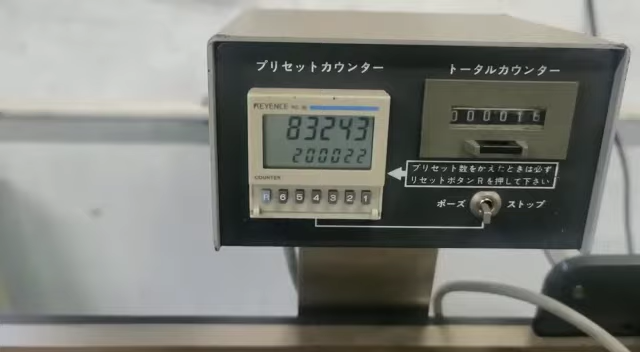 プリセットカウンター
トータルカウンター
KEYENCE
83243
200022
COUNTER
R 6 5 4 3 2 1
000016
プリセット数をかえたときは必ず
リセットボタンRを押して下さい
ポーズ ストップ